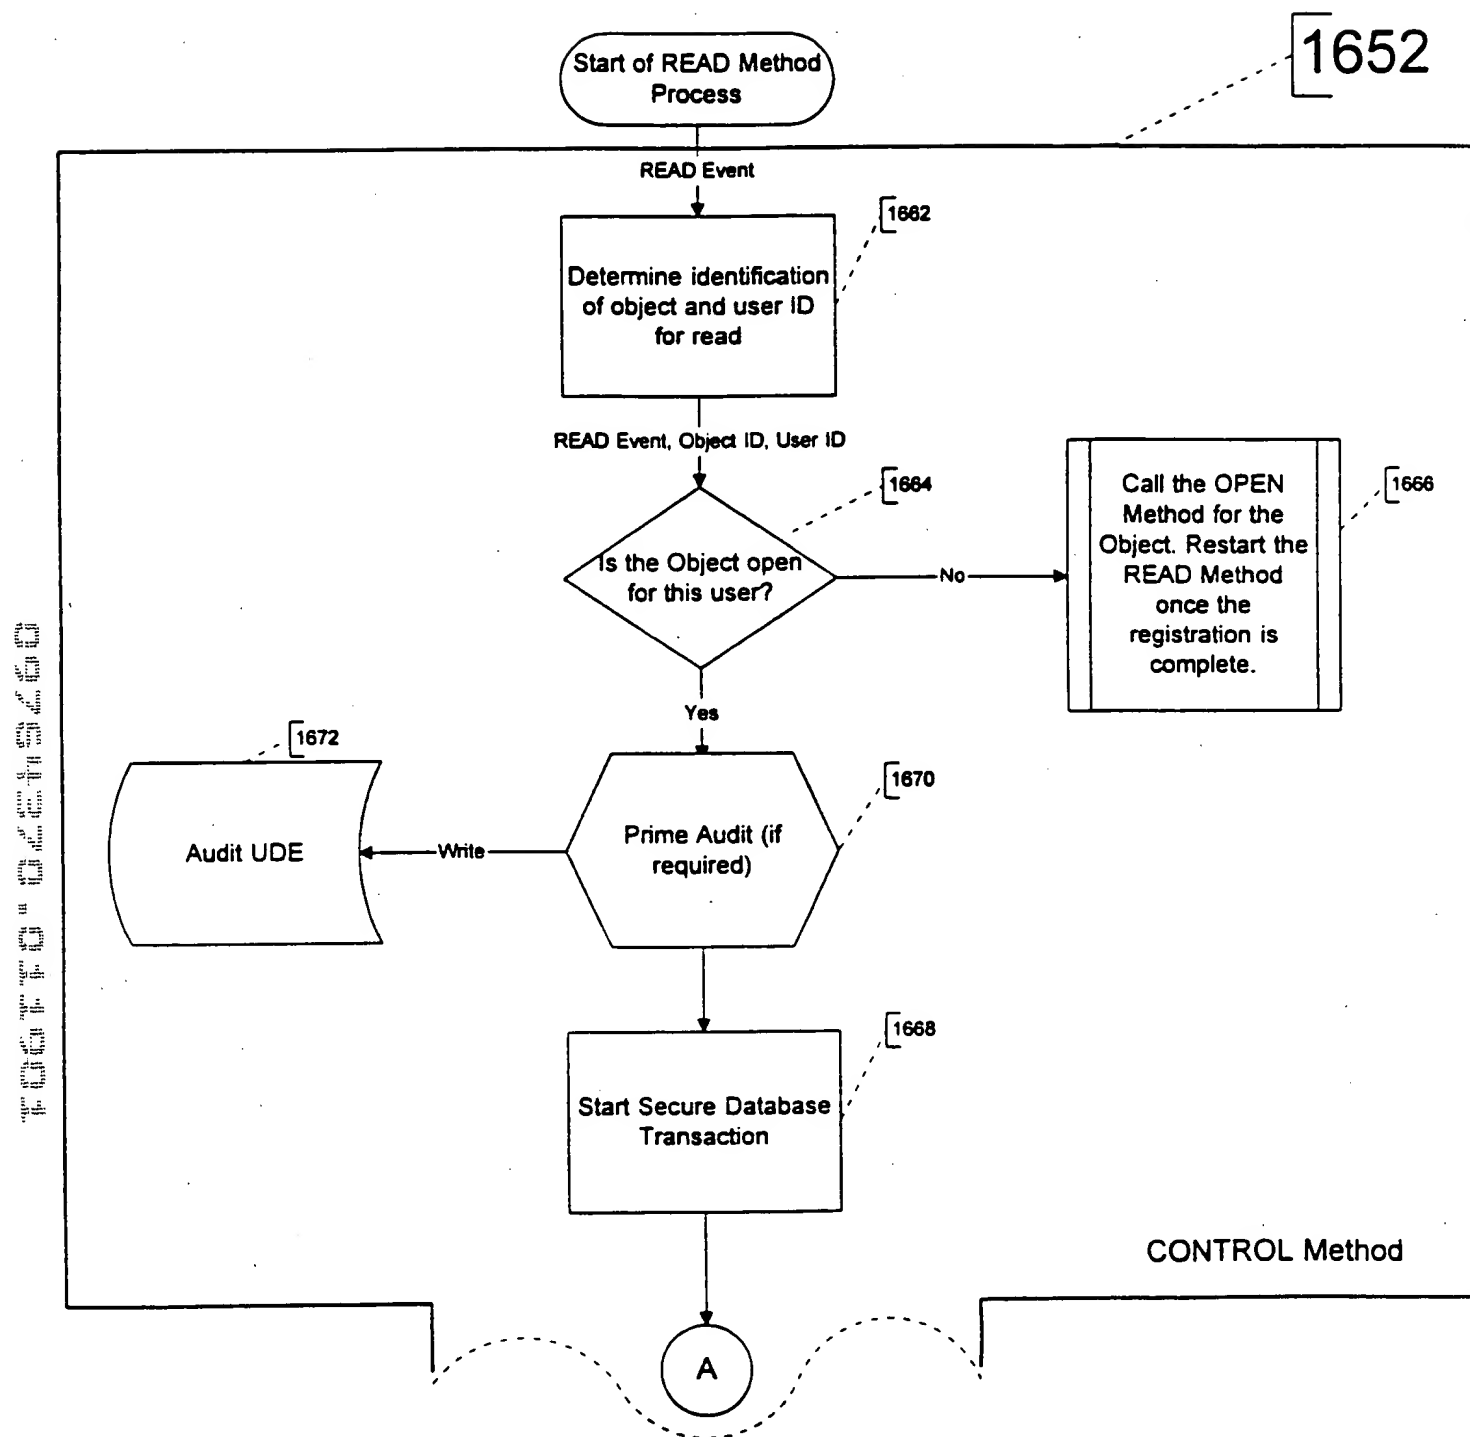 1652
Start of READ Method
Process
READ Event
1662
Determine identification
of object and user ID
for read
READ Event, Object ID, User ID
1664
Is the Object open
for this user?
No
Call the OPEN
Method for the
Object. Restart the
READ Method
once the
registration is
complete.
1666
Yes
1672
Audit UDE
Write
Prime Audit (if
required)
1670
1668
Start Secure Database
Transaction
CONTROL Method
A